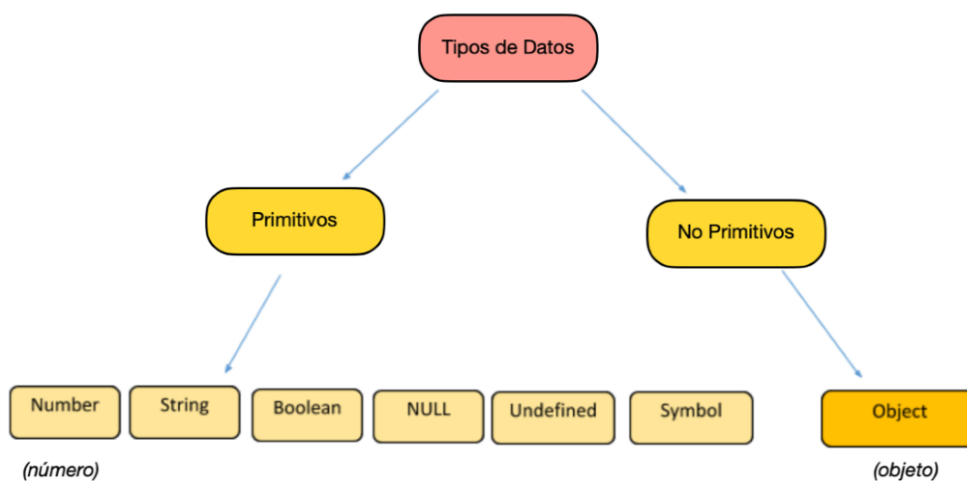 Tipos de Datos
Primitivos
No Primitivos
Number
String
Boolean
NULL
Undefined
Symbol
Object
(número)
(objeto)